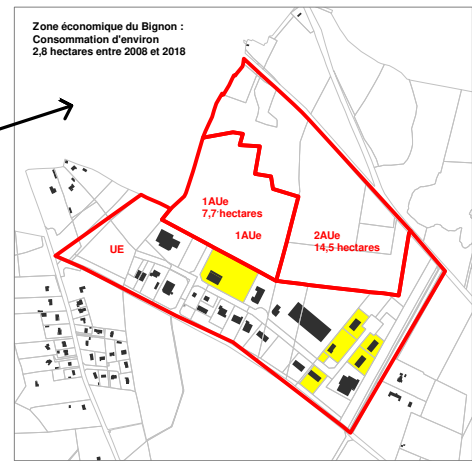 Zone économique du Bignon :
Consommation d'environ
2,8 hectares entre 2008 et 2018
1AUe
7,7 hectares
1AUe
2AUe
14,5 hectares
UE